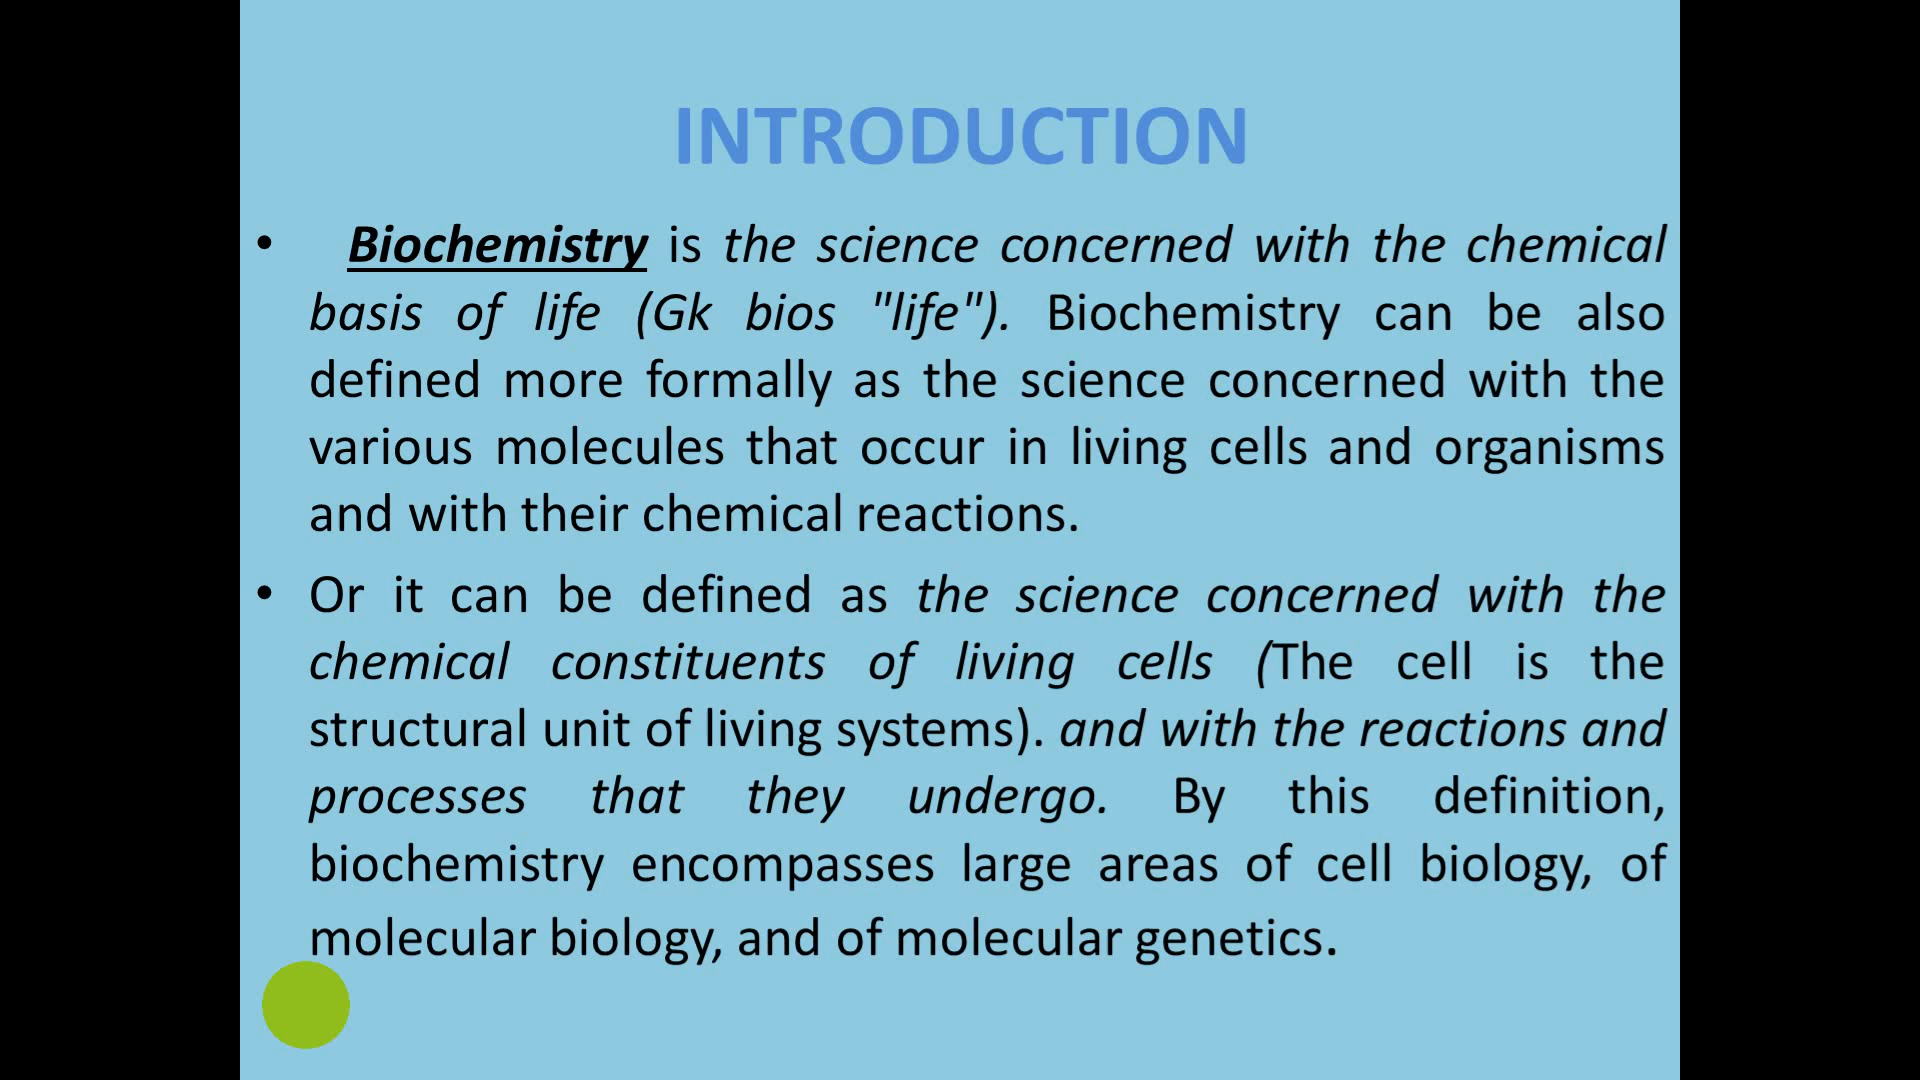 INTRODUCTION
• Biochemistry is the science concerned with the chemical
basis of life (Gk bios "life"). Biochemistry can be also
defined more formally as the science concerned with the
various molecules that occur in living cells and organisms
and with their chemical reactions.
• Or it can be defined as the science concerned with the
chemical constituents of living cells (The cell is the
structural unit of living systems). and with the reactions and
processes that they undergo. By this definition,
biochemistry encompasses large areas of cell biology, of
molecular biology, and of molecular genetics.